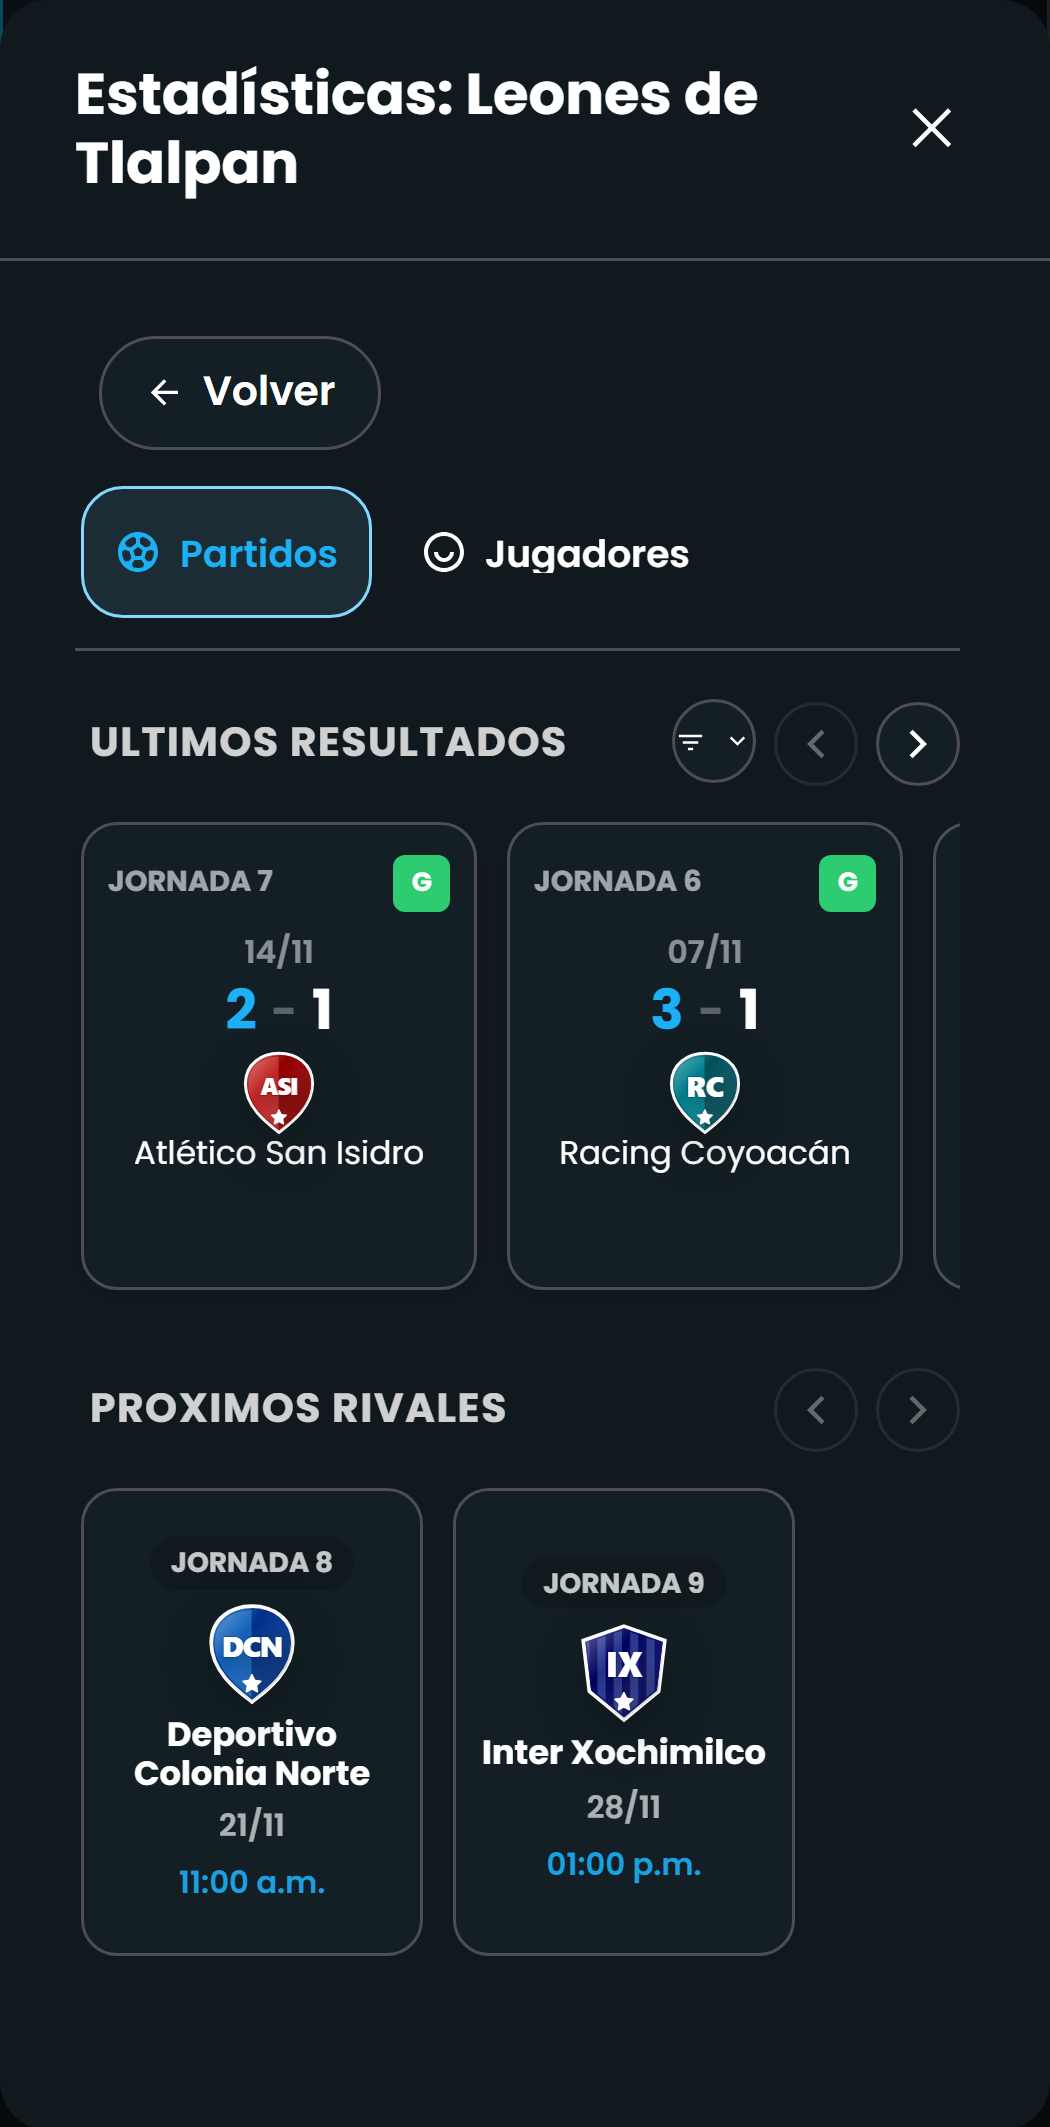 Estadísticas: Leones de
Tlalpan
Volver
Partidos
Jugadores
ULTIMOS RESULTADOS
JORNADA 7
G
14/11
2 - 1
ASI
Atlético San Isidro
JORNADA 6
G
07/11
3 - 1
RC
Racing Coyoacán
PROXIMOS RIVALES
JORNADA 8
DCN
Deportivo
Colonia Norte
21/11
11:00 a.m.
JORNADA 9
IX
Inter Xochimilco
28/11
01:00 p.m.